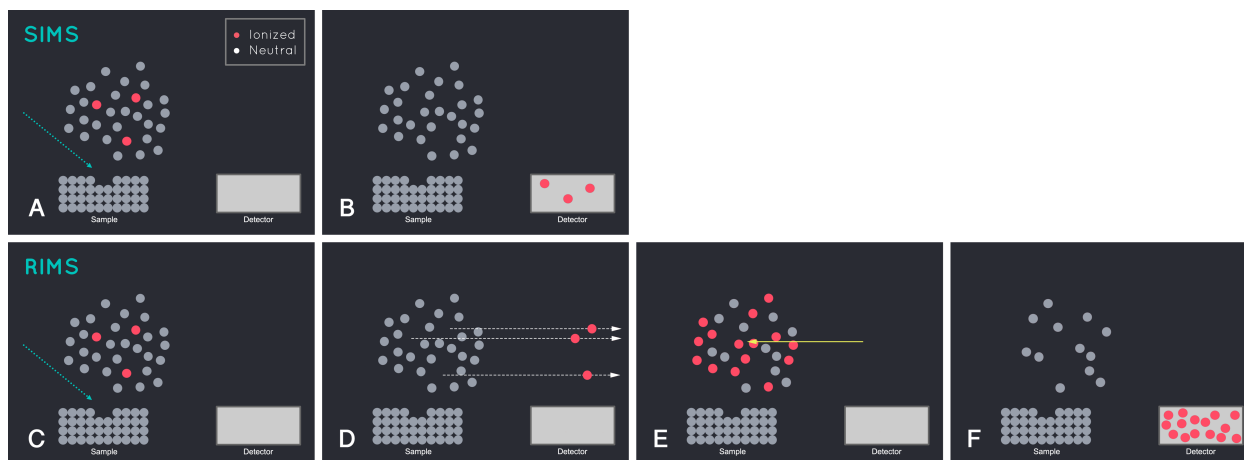 SIMS
Ionized
Neutral
A
Sample
Detector
B
Sample
Detector
RIMS
C
Sample
Detector
D
Sample
Detector
E
Sample
Detector
F
Sample
Detector